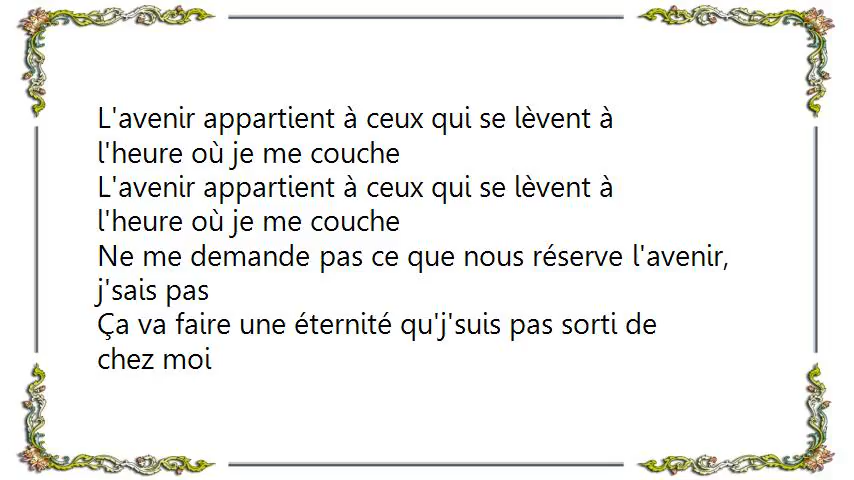 L'avenir appartient à ceux qui se lèvent à
l'heure où je me couche
L'avenir appartient à ceux qui se lèvent à
l'heure où je me couche
Ne me demande pas ce que nous réserve l'avenir,
j'sais pas
Ça va faire une éternité qu'j'suis pas sorti de
chez moi